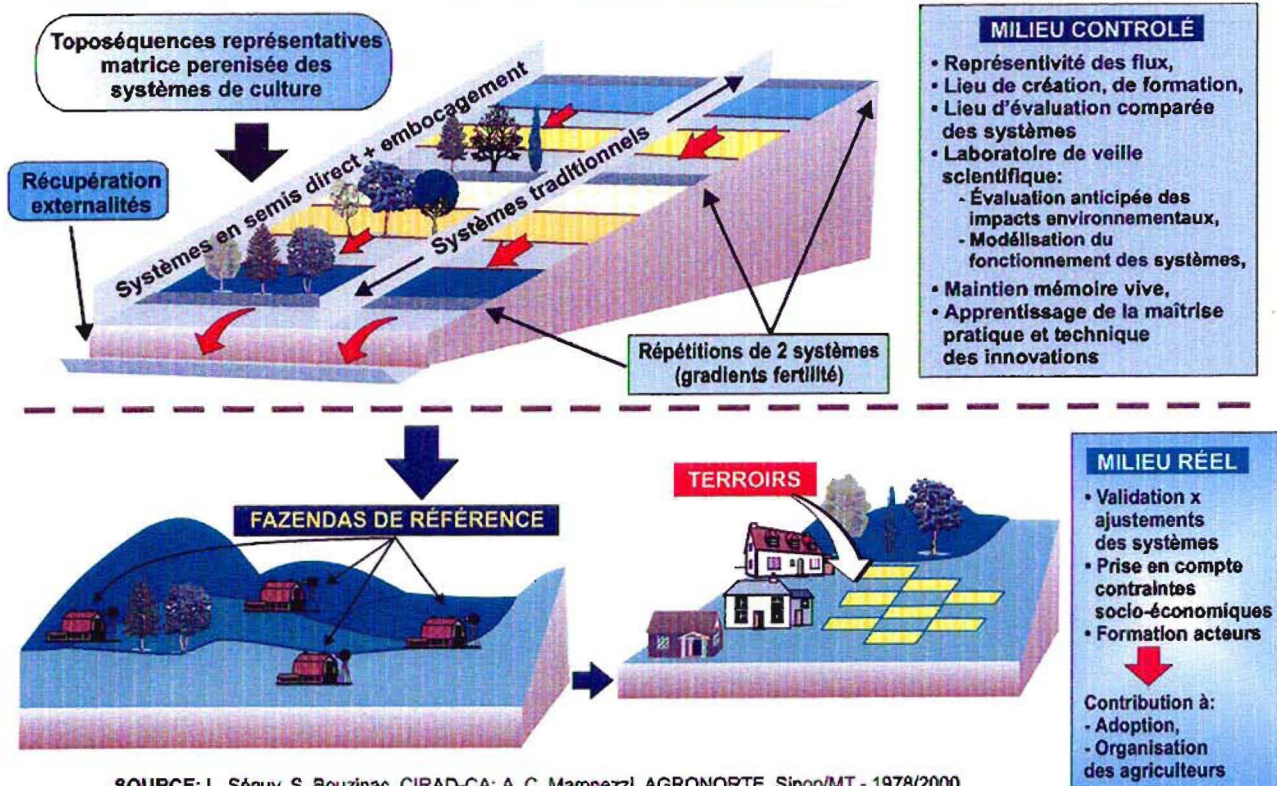 Toposéquences représentatives
matrice perenisée des
systèmes de culture
Récupération
externalités
Systèmes en semis direct + embocagement
Systèmes traditionnels
Répétitions de 2 systèmes
(gradients fertilité)
MILIEU CONTROLÉ
• Représentivité des flux,
• Lieu de création, de formation,
• Lieu d'évaluation comparée
des systèmes
• Laboratoire de veille
scientifique:
- Évaluation anticipée des
impacts environnementaux,
- Modélisation du
fonctionnement des systèmes,
• Maintien mémoire vive,
• Apprentissage de la maîtrise
pratique et technique
des innovations
FAZENDAS DE RÉFÉRENCE
TERROIRS
MILIEU RÉEL
• Validation x
ajustements
des systèmes
• Prise en compte
contraintes
socio-économiques
• Formation acteurs
Contribution à:
- Adoption,
- Organisation
des agriculteurs
SOURCE: L. Séguy, S. Bouzinac, CIRAD-CA; A. C. AGRONORTE, Sinop/MT - 1978/2000